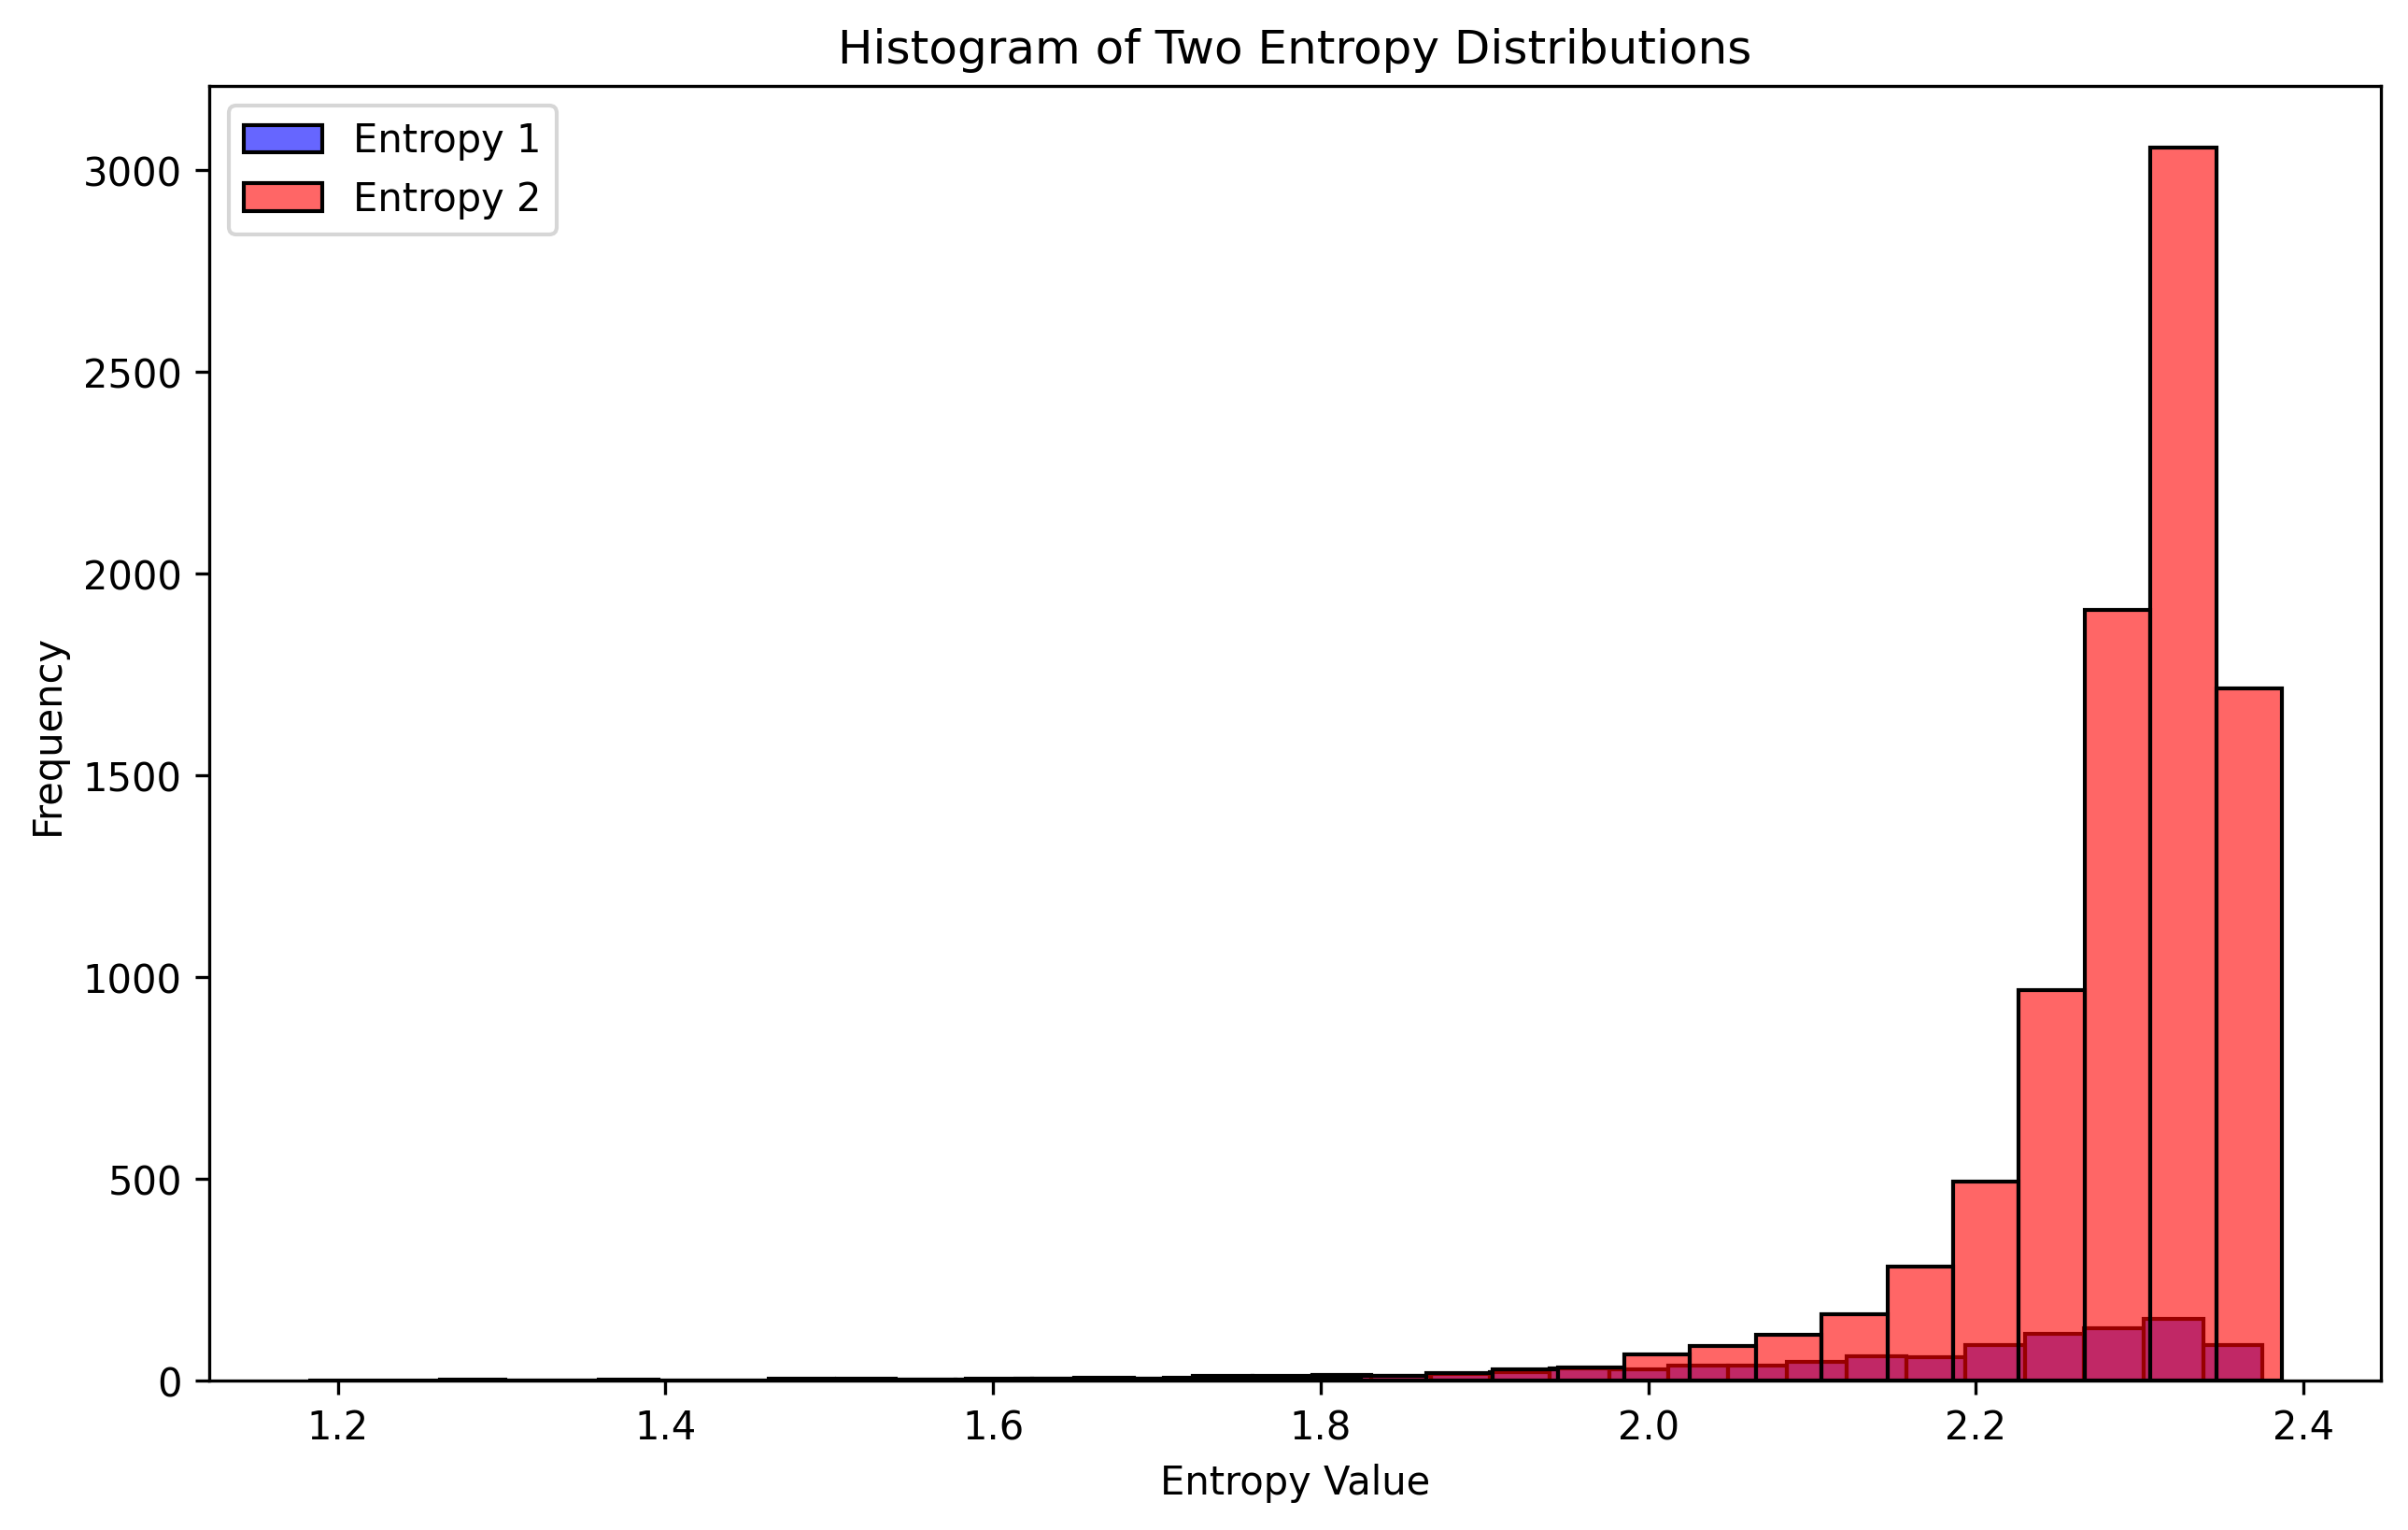 Histogram of Two Entropy Distributions
Entropy 1
Entropy 2
3000
2500
2000
1500
1000
500
0
Frequency
1.2 1.4 1.6 1.8 2.0 2.2 2.4
Entropy Value